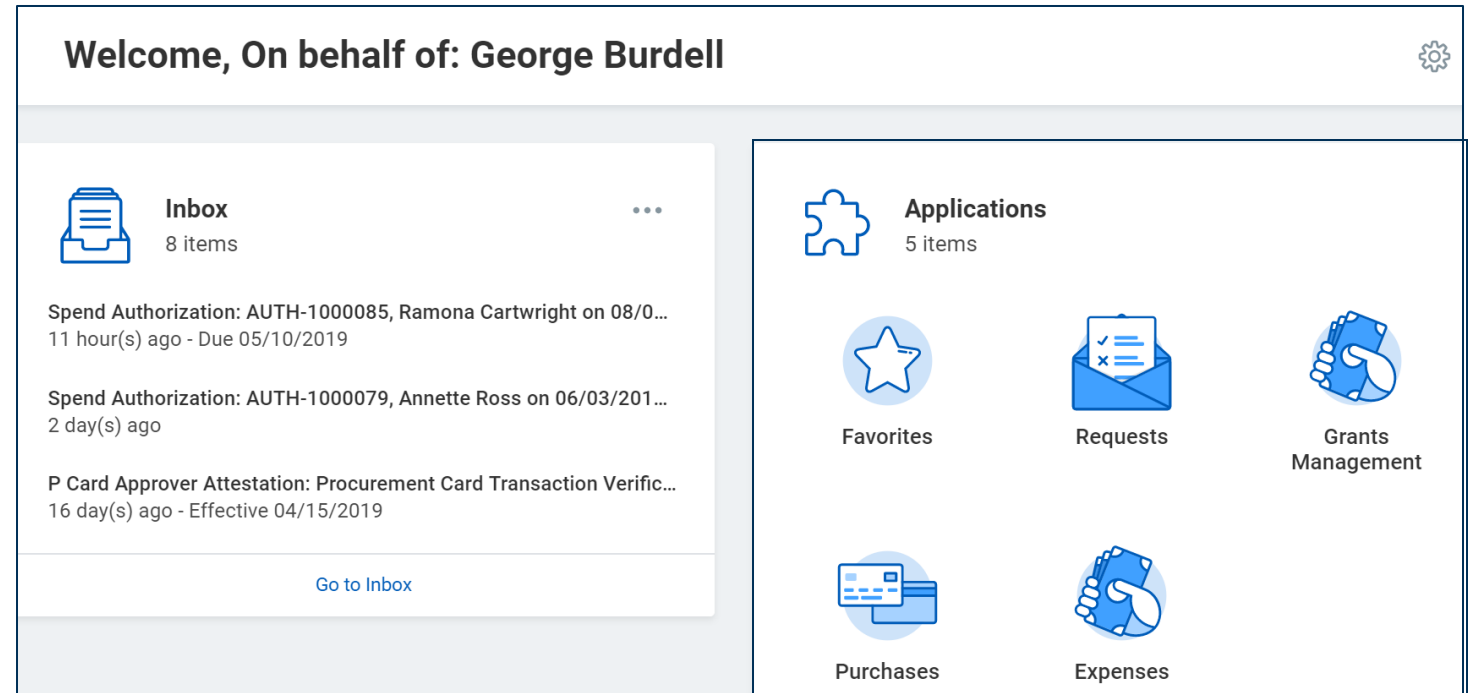 Welcome, On behalf of: George Burdell
Inbox
8 items
Spend Authorization: AUTH-1000085, Ramona Cartwright on 08/0...
11 hour(s) ago - Due 05/10/2019
Spend Authorization: AUTH-1000079, Annette Ross on 06/03/201...
2 day(s) ago
P Card Approver Attestation: Procurement Card Transaction Verific...
16 day(s) ago - Effective 04/15/2019
Go to Inbox
Applications
5 items
Favorites
Requests
Grants
Management
Purchases
Expenses